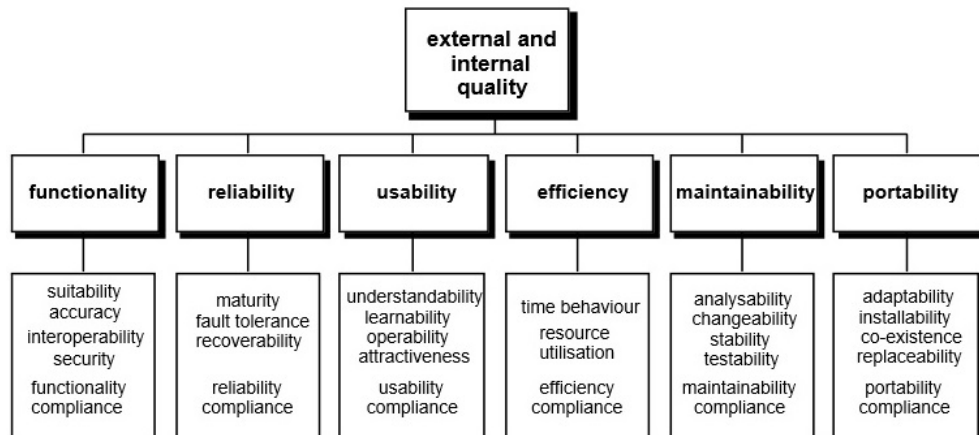 external and
internal
quality
functionality
reliability
usability
efficiency
maintainability
portability
suitability
accuracy
interoperability
security
functionality
compliance
maturity
fault tolerance
recoverability
reliability
compliance
understandability
learnability
operability
attractiveness
usability
compliance
time behaviour
resource
utilisation
efficiency
compliance
analysability
changeability
stability
testability
maintainability
compliance
adaptability
installability
co-existence
replaceability
portability
compliance